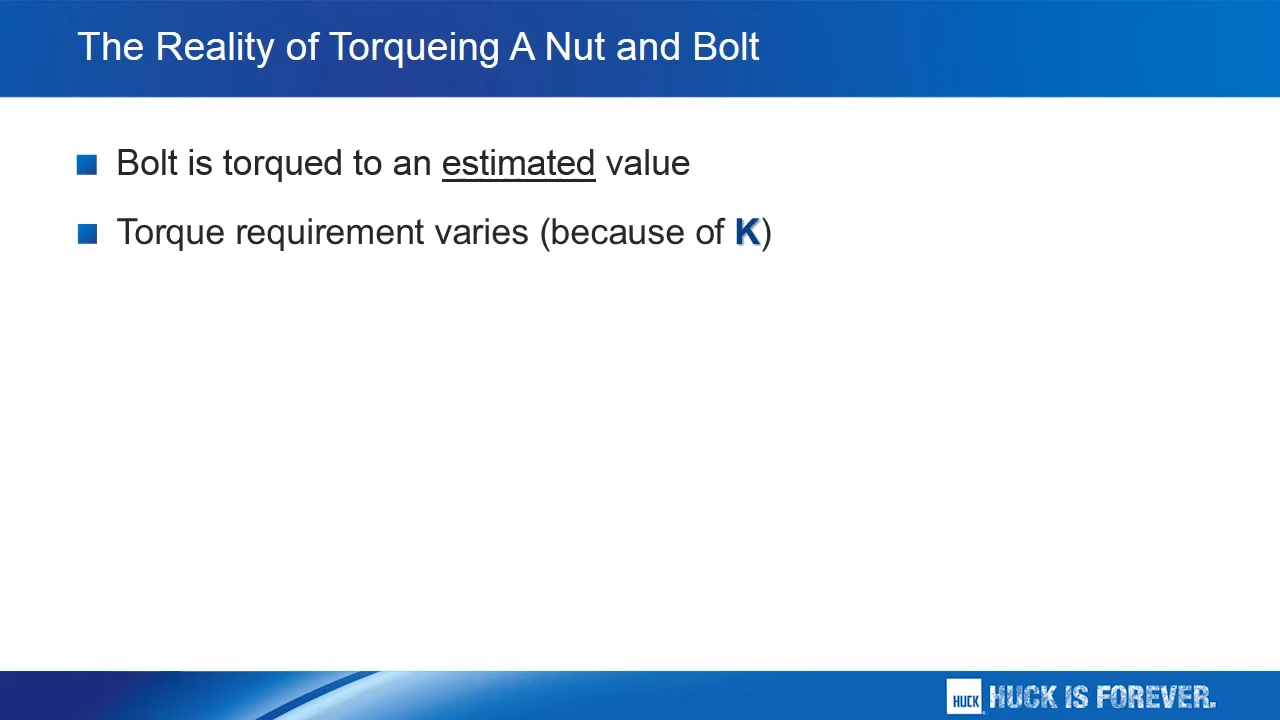 The Reality of Torqueing A Nut and Bolt
Bolt is torqued to an estimated value
Torque requirement varies (because of K)
HUCK HUCK IS FOREVER.